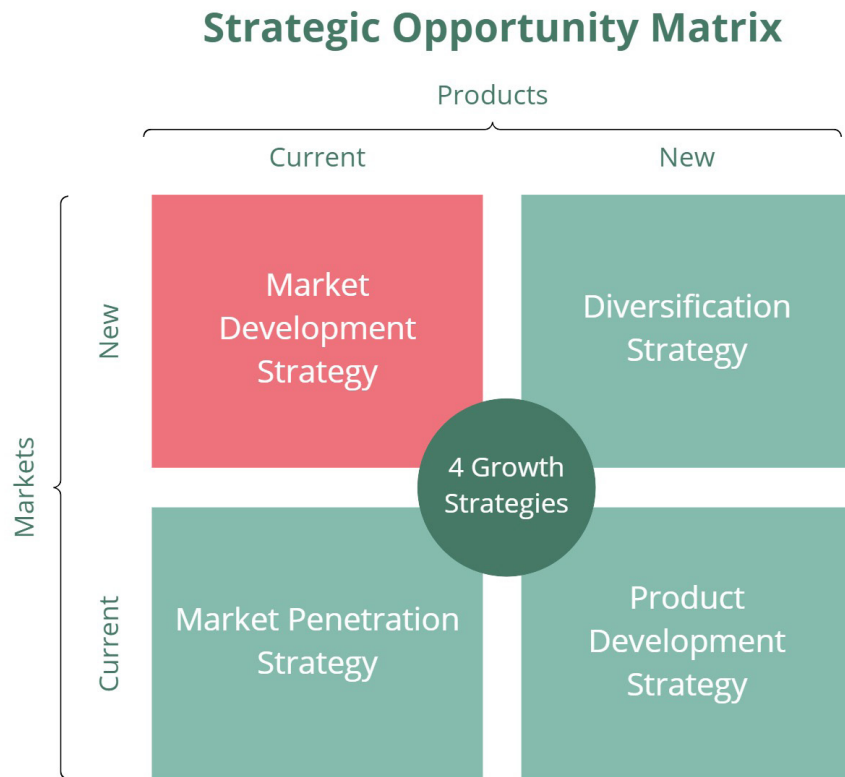 Strategic Opportunity Matrix
Products
Current
New
Markets
New
Market
Development
Strategy
Diversification
Strategy
4 Growth
Strategies
Current
Market Penetration
Strategy
Product
Development
Strategy